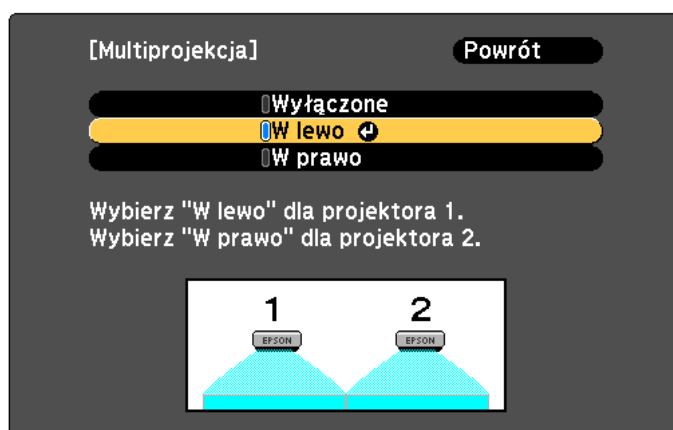 [Multiprojekcja] Powrót
Wyłączone
W lewo
W prawo
Wybierz "W lewo" dla projektora 1.
Wybierz "W prawo" dla projektora 2.
1 2
EPSON EPSON